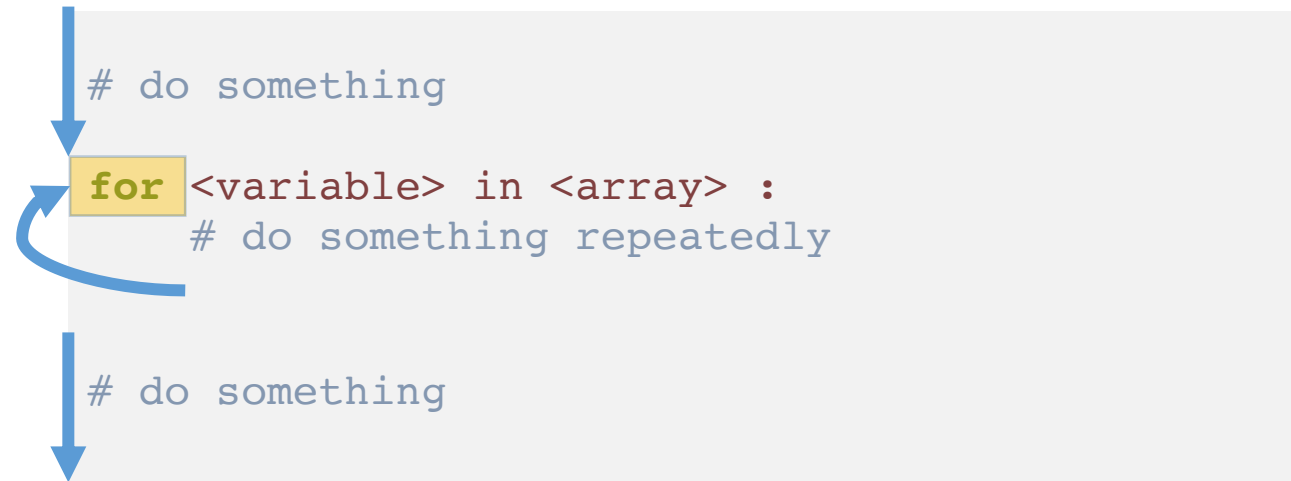 # do something
for <variable> in <array> :
# do something repeatedly
# do something